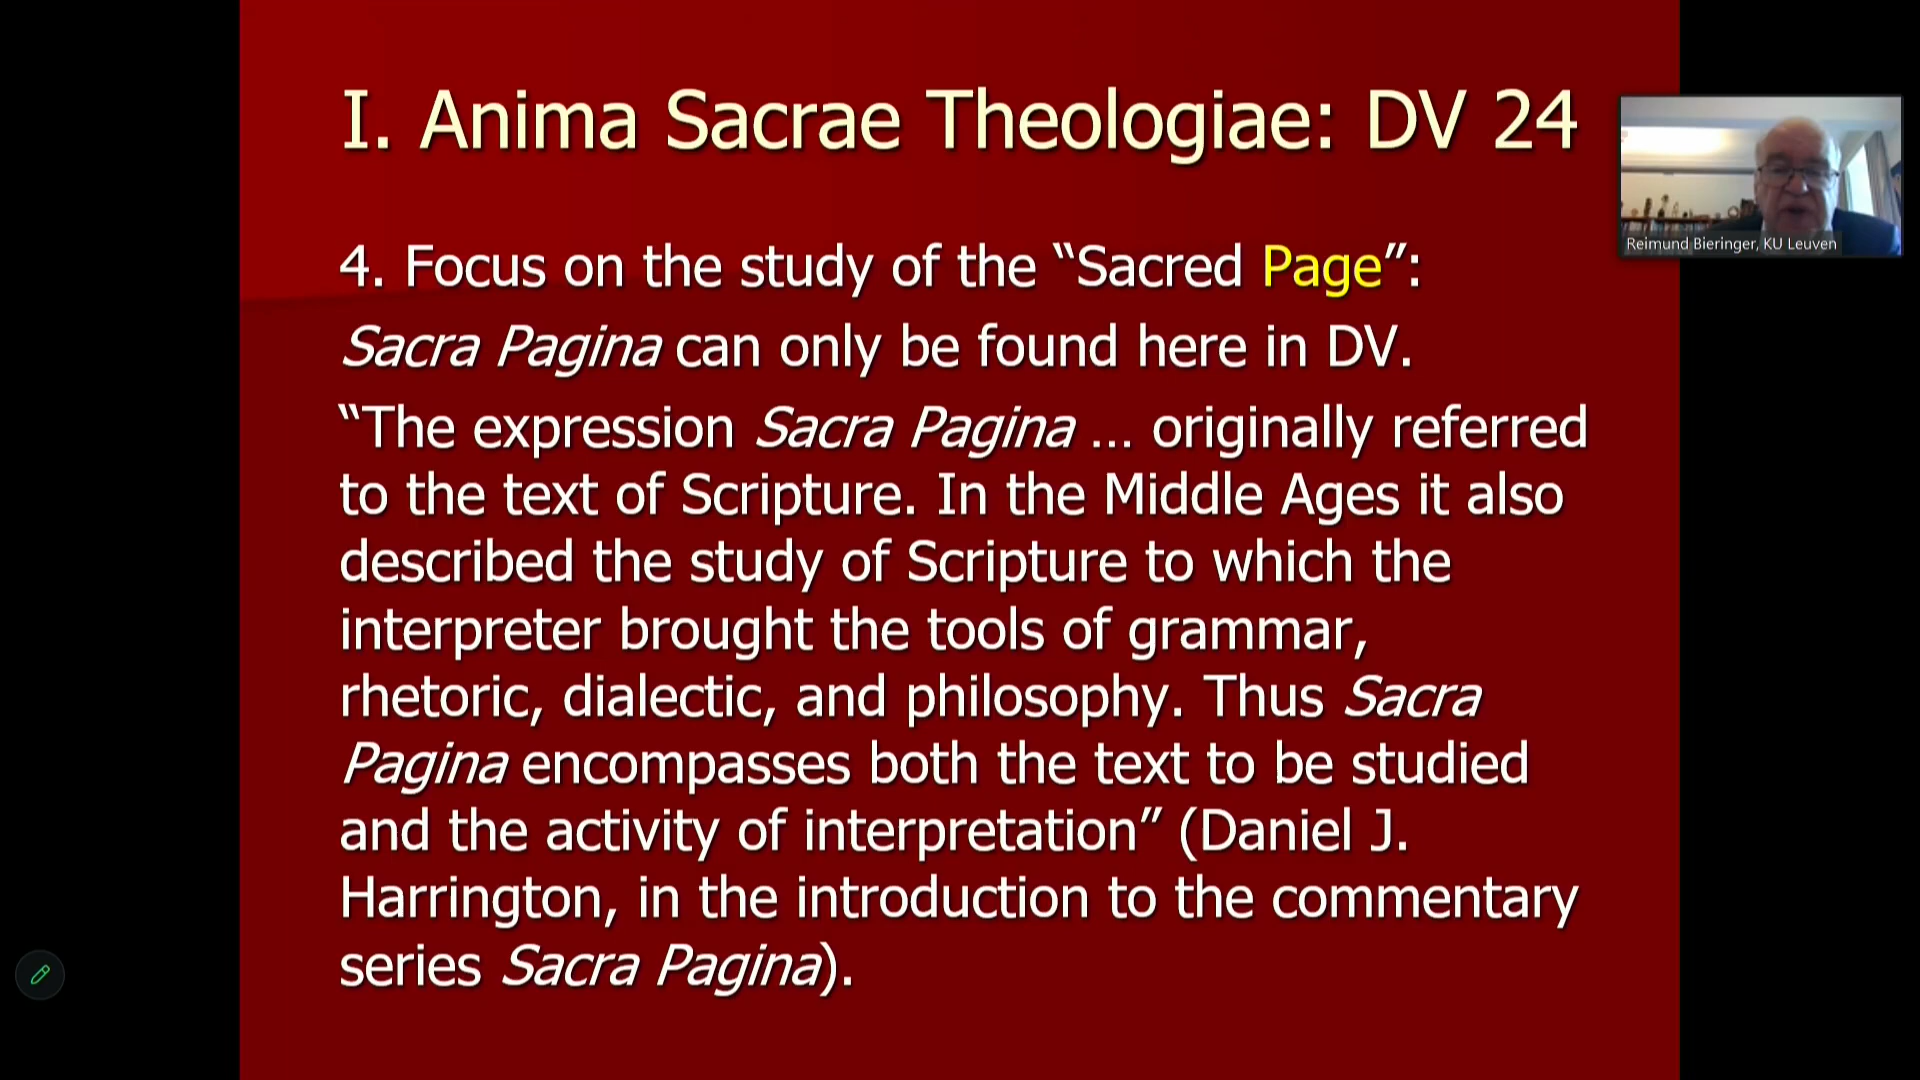 I. Anima Sacrae Theologiae: DV 24
Reimund Bieringer, KU Leuven
4. Focus on the study of the “Sacred Page”:
Sacra Pagina can only be found here in DV.
“The expression Sacra Pagina … originally referred
to the text of Scripture. In the Middle Ages it also
described the study of Scripture to which the
interpreter brought the tools of grammar,
rhetoric, dialectic, and philosophy. Thus Sacra
Pagina encompasses both the text to be studied
and the activity of interpretation” (Daniel J.
Harrington, in the introduction to the commentary
series Sacra Pagina).